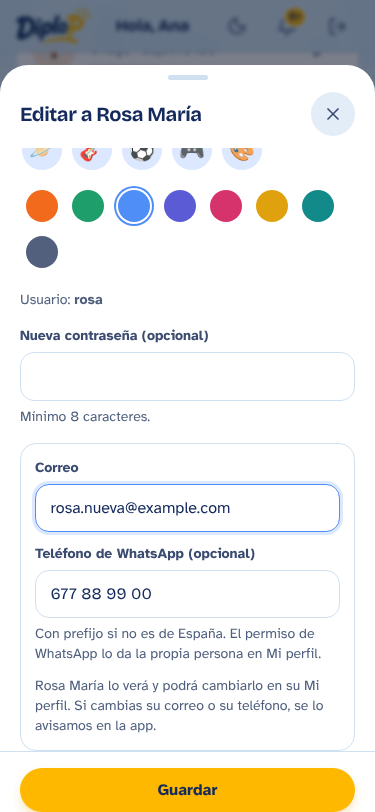 Diplo
Hola, Ana
Editar a Rosa María
Usuario: rosa
Nueva contraseña (opcional)
Mínimo 8 caracteres.
Correo
rosa.nueva@example.com
Teléfono de WhatsApp (opcional)
677 88 99 00
Con prefijo si no es de España. El permiso de
WhatsApp lo da la propia persona en Mi perfil.
Rosa María lo verá y podrá cambiarlo en su Mi
perfil. Si cambias su correo o su teléfono, se lo
avisamos en la app.
Guardar